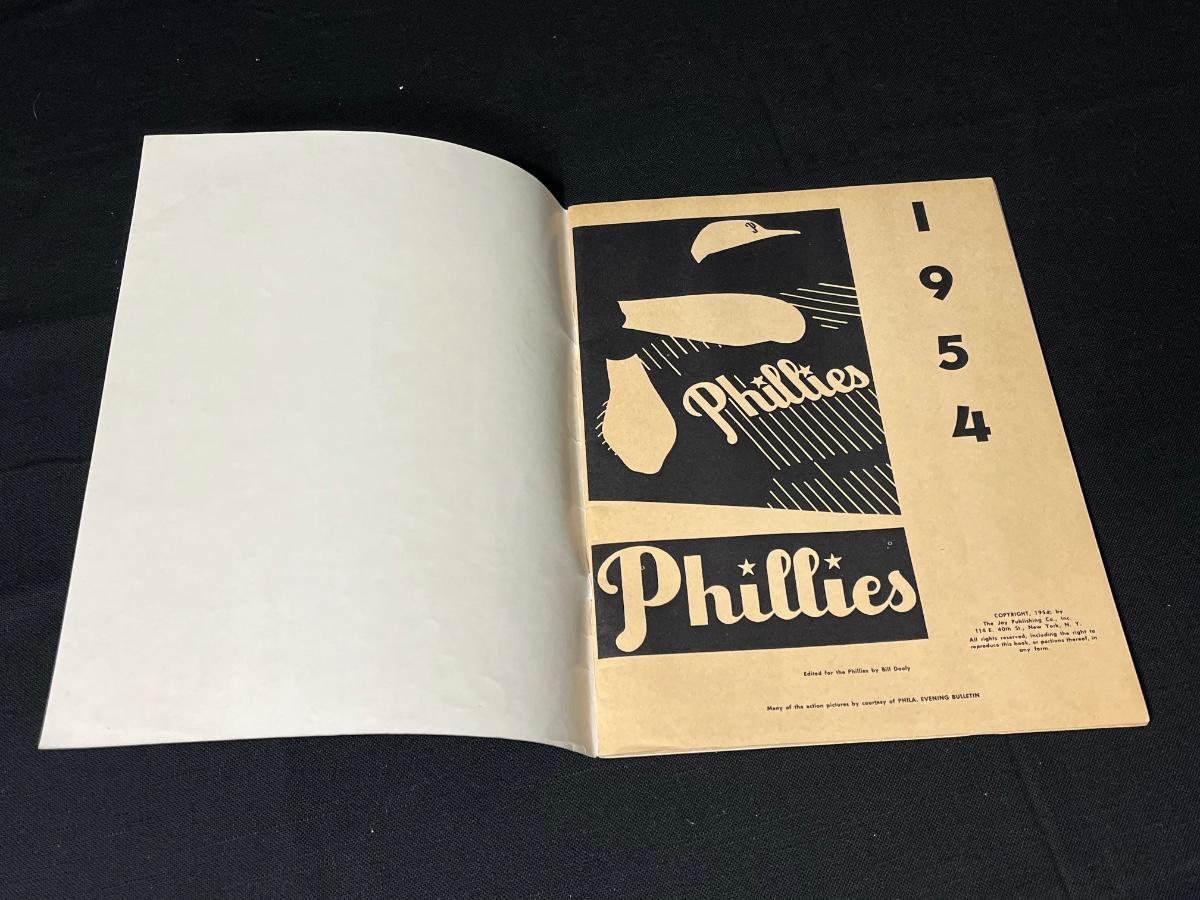 1
9
5
4
P
Phillies
Phillies
COPYRIGHT, 1954; by
The Jay Publishing Co., Inc.
114 E. 40th St., New York, N. Y.
All rights reserved, including the right to
reproduce this book, or portions thereof, in
any form.
Edited for the Phillies by Bill Dealy
Many of the action pictures by courtesy of PHILA. EVENING BULLETIN